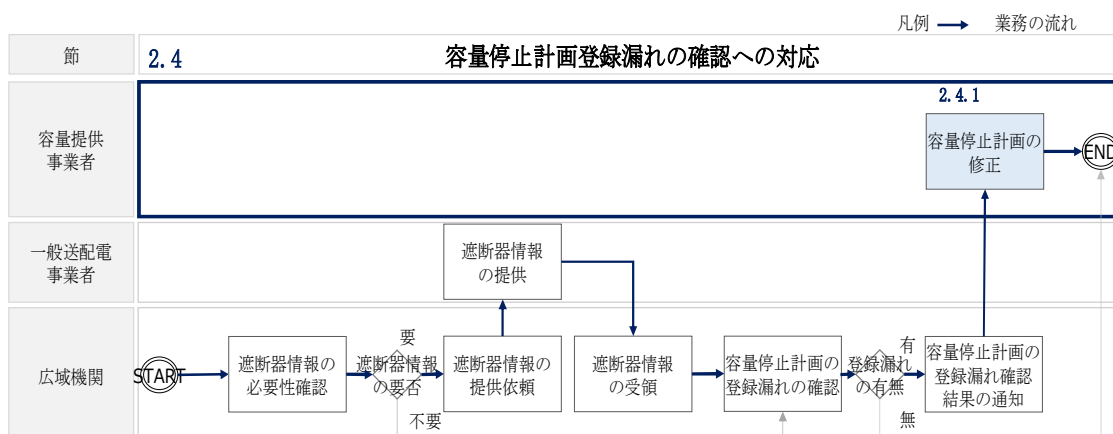 凡例 業務の流れ
節
2.4 容量停止計画登録漏れの確認への対応
容量提供
事業者
2.4.1
容量停止計画の
修正
END
一般送配電
事業者
遮断器情報
の提供
広域機関
START
遮断器情報の
必要性確認
遮断器情報
の要否
要
不要
遮断器情報の
提供依頼
遮断器情報
の受領
容量停止計画の
登録漏れの確認
登録漏れ
の有無
有
無
容量停止計画の
登録漏れ確認
結果の通知